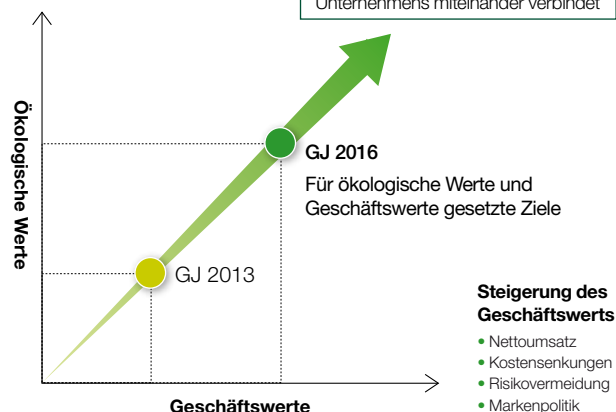 Unternehmens miteinander verbindet
Ökologische Werte
GJ 2016
Für ökologische Werte und
Geschäftswerte gesetzte Ziele
GJ 2013
Steigerung des
Geschäftswerts
• Nettoumsatz
• Kostensenkungen
• Risikovermeidung
• Markenpolitik
Geschäftswerte